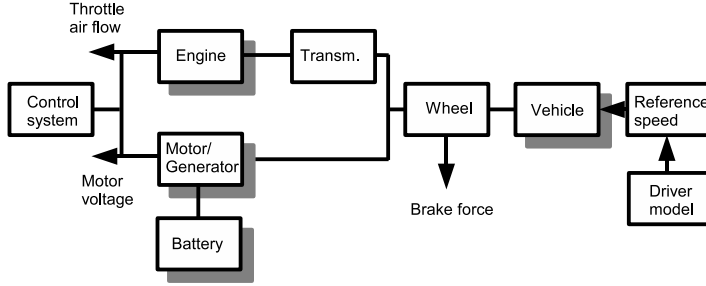 Throttle
air flow
Engine
Transm.
Control
system
Wheel
Vehicle
Reference
speed
Motor/
Generator
Motor
voltage
Brake force
Driver
model
Battery